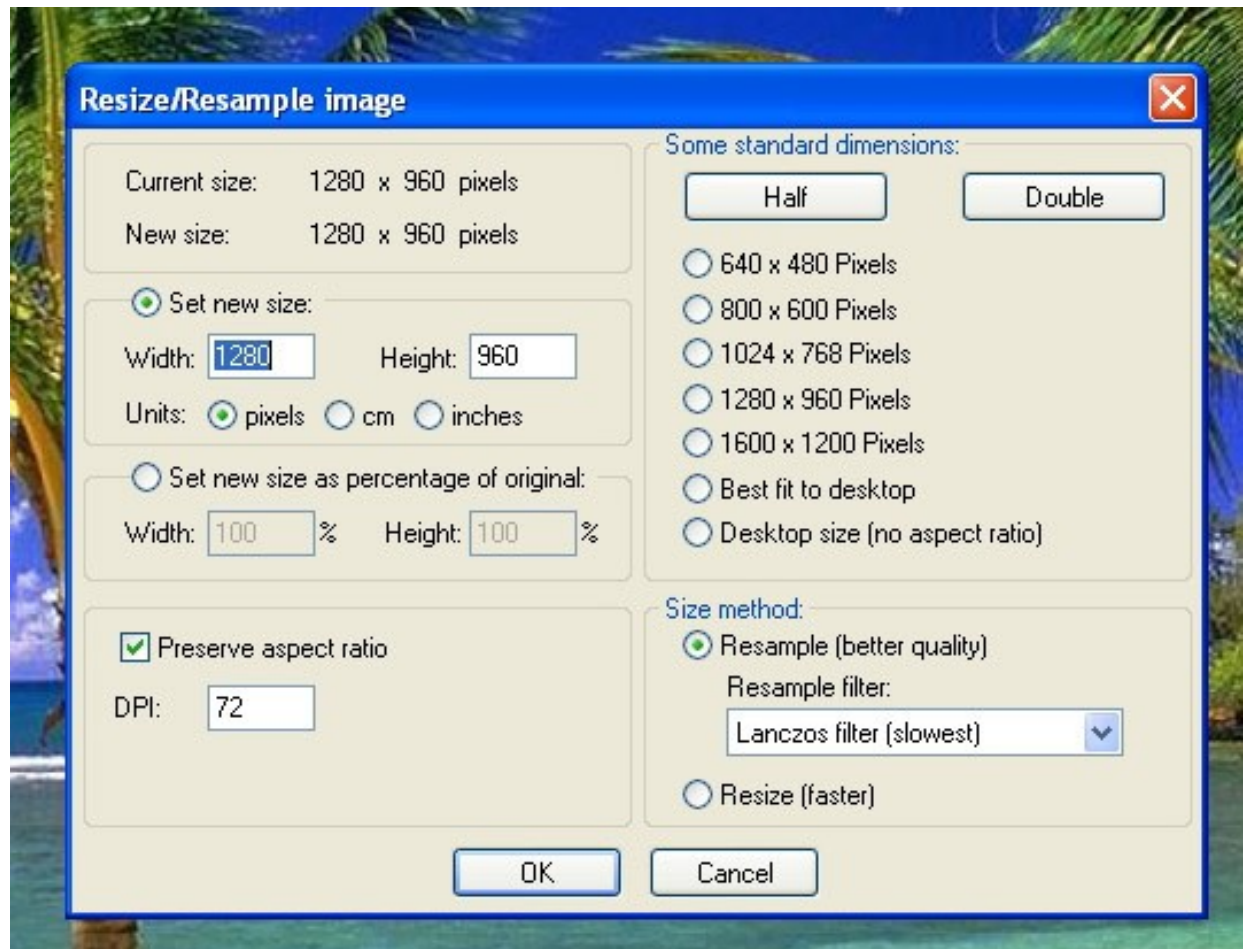 Resize/Resample image
Current size: 1280 x 960 pixels
New size: 1280 x 960 pixels
Set new size:
Width: 1280 Height: 960
Units: pixels cm inches
Set new size as percentage of original:
Width: 100 % Height: 100 %
Preserve aspect ratio
DPI: 72
Some standard dimensions:
Half Double
640 x 480 Pixels
800 x 600 Pixels
1024 x 768 Pixels
1280 x 960 Pixels
1600 x 1200 Pixels
Best fit to desktop
Desktop size (no aspect ratio)
Size method:
Resample (better quality)
Resample filter:
Lanczos filter (slowest)
Resize (faster)
OK Cancel